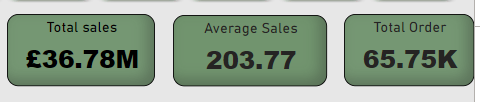 Total sales
£36.78M
Average Sales
203.77
Total Order
65.75K